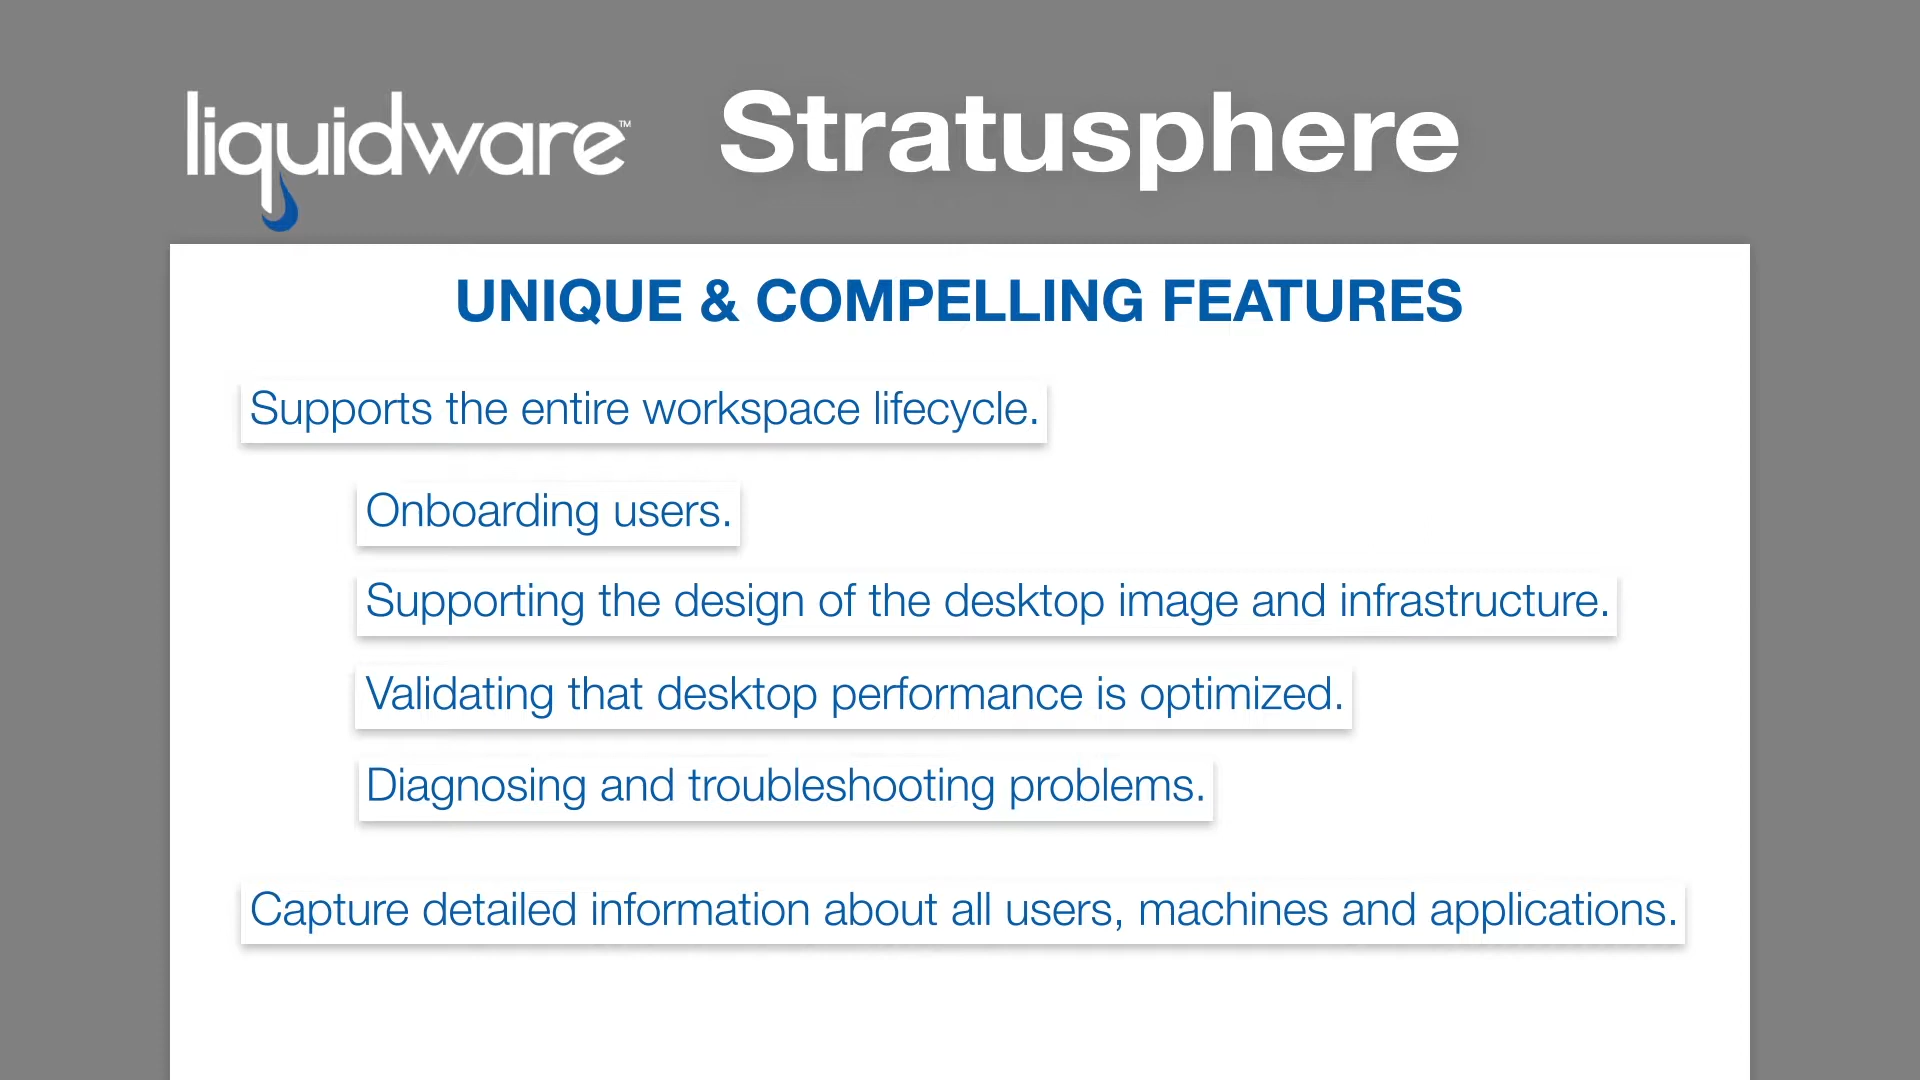 liquidware™ Stratusphere
UNIQUE & COMPELLING FEATURES
Supports the entire workspace lifecycle.
Onboarding users.
Supporting the design of the desktop image and infrastructure.
Validating that desktop performance is optimized.
Diagnosing and troubleshooting problems.
Capture detailed information about all users, machines and applications.